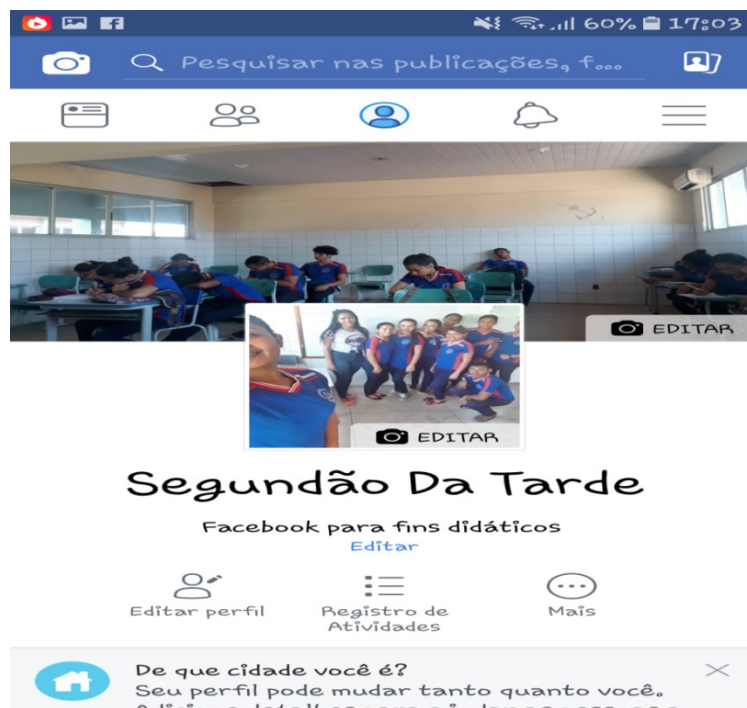 60% 17:03
Pesquisar nas publicações, f...
EDITAR
EDITAR
Segundão Da Tarde
Facebook para fins didáticos
Editar
Editar perfil
Registro de
Atividades
Mais
De que cidade você é?
Seu perfil pode mudar tanto quanto você.